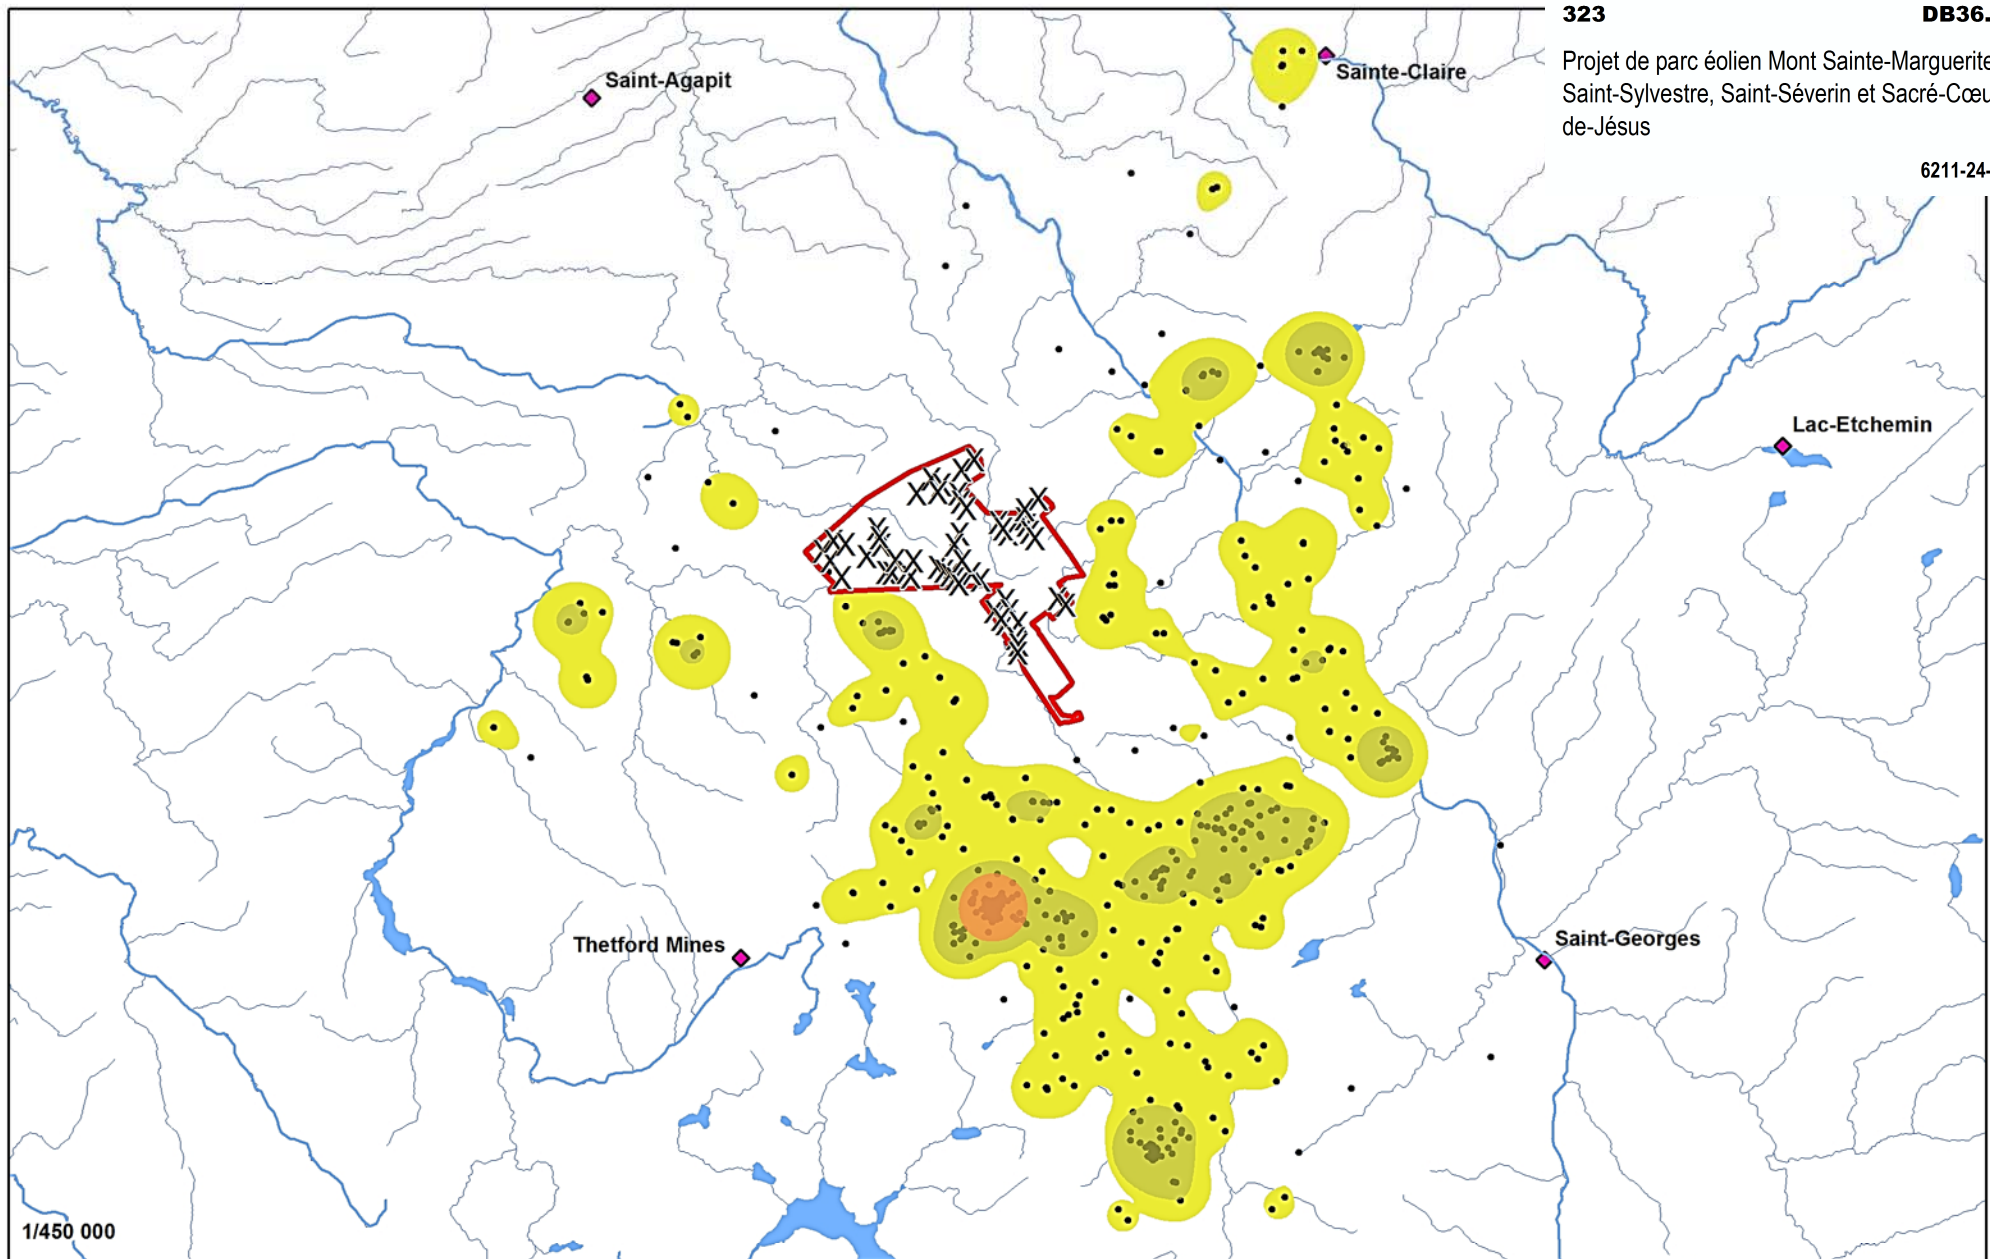 323 DB36.
Projet de parc éolien Mont Sainte-Marguerite
Saint-Sylvestre, Saint-Séverin et Sacré-Cœu
de-Jésus
6211-24-
Saint-Agapit
Sainte-Claire
Lac-Etchemin
Thetford Mines
Saint-Georges
1/450 000